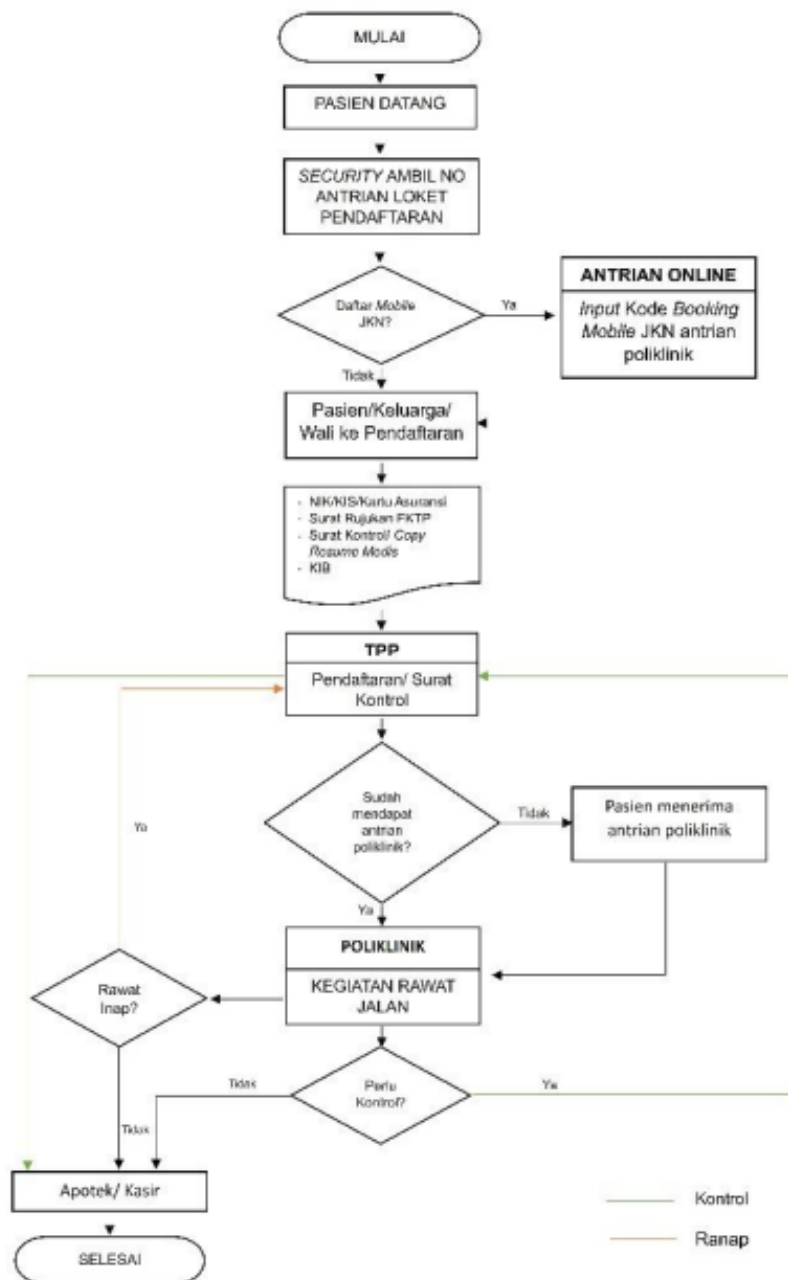 MULAI
PASIEN DATANG
SECURITY AMBIL NO
ANTRIAN LOKET
PENDAFTARAN
Daftar Mobile
JKN?
Ya
ANTRIAN ONLINE
Input Kode Booking
Mobile JKN antrian
poliklinik
Tidak
Pasien/Keluarga/
Wali ke Pendaftaran
- NIK/KIS/Kartu Asuransi
- Surat Rujukan FKTP
- Surat Kontrol/ Copy
Resume Medis
- KIB
TPP
Pendaftaran/ Surat
Kontrol
Sudah
mendapat
antrian
poliklinik?
Tidak
Pasien menerima
antrian poliklinik
Ya
Ya
POLIKLINIK
KEGIATAN RAWAT
JALAN
Rawat
Inap?
Perlu
Kontrol?
Tidak
Ya
Tidak
Apotek/ Kasir
SELESAI
Kontrol
Ranap